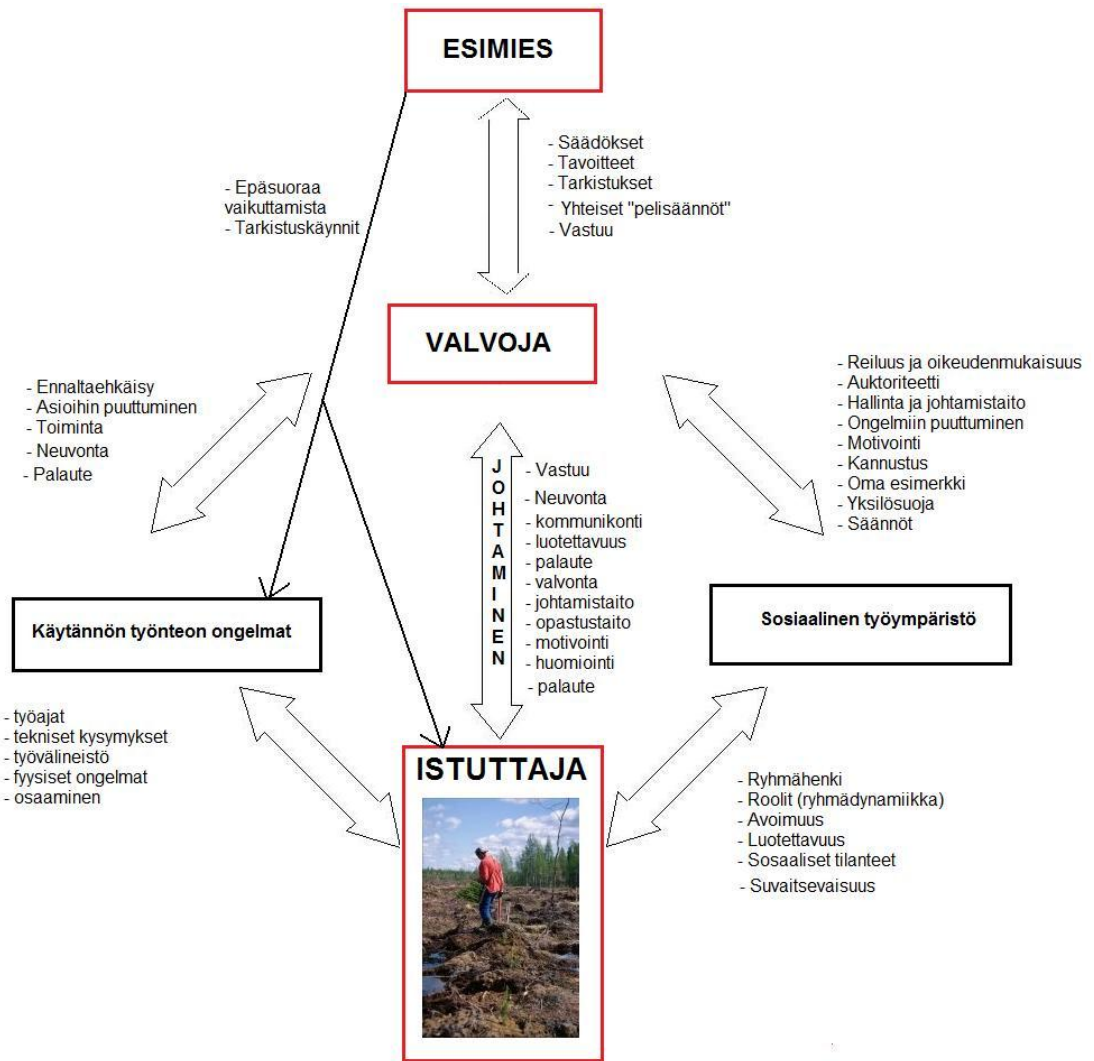 ESIMIES
- Säädökset
- Tavoitteet
- Tarkistukset
- Yhteiset "pelisäännöt"
- Vastuu
- Epäsuoraa
vaikuttamista
- Tarkistuskäynnit
VALVOJA
- Ennaltaehkäisy
- Asioihin puuttuminen
- Toiminta
- Neuvonta
- Palaute
- Reiluus ja oikeudenmukaisuus
- Auktoriteetti
- Hallinta ja johtamistaito
- Ongelmiin puuttuminen
- Motivointi
- Kannustus
- Oma esimerkki
- Yksilösuoja
- Säännöt
JOHTAMINEN
- Vastuu
- Neuvonta
- kommunikonti
- luotettavuus
- palaute
- valvonta
- johtamistaito
- opastustaito
- motivointi
- huomiointi
- palaute
Käytännön työnteon ongelmat
Sosiaalinen työympäristö
- työajat
- tekniset kysymykset
- työvälineistö
- fyysiset ongelmat
- osaaminen
ISTUTTAJA
- Ryhmähenki
- Roolit (ryhmädynamiikka)
- Avoimuus
- Luotettavuus
- Sosaaliset tilanteet
- Suvaitsevaisuus